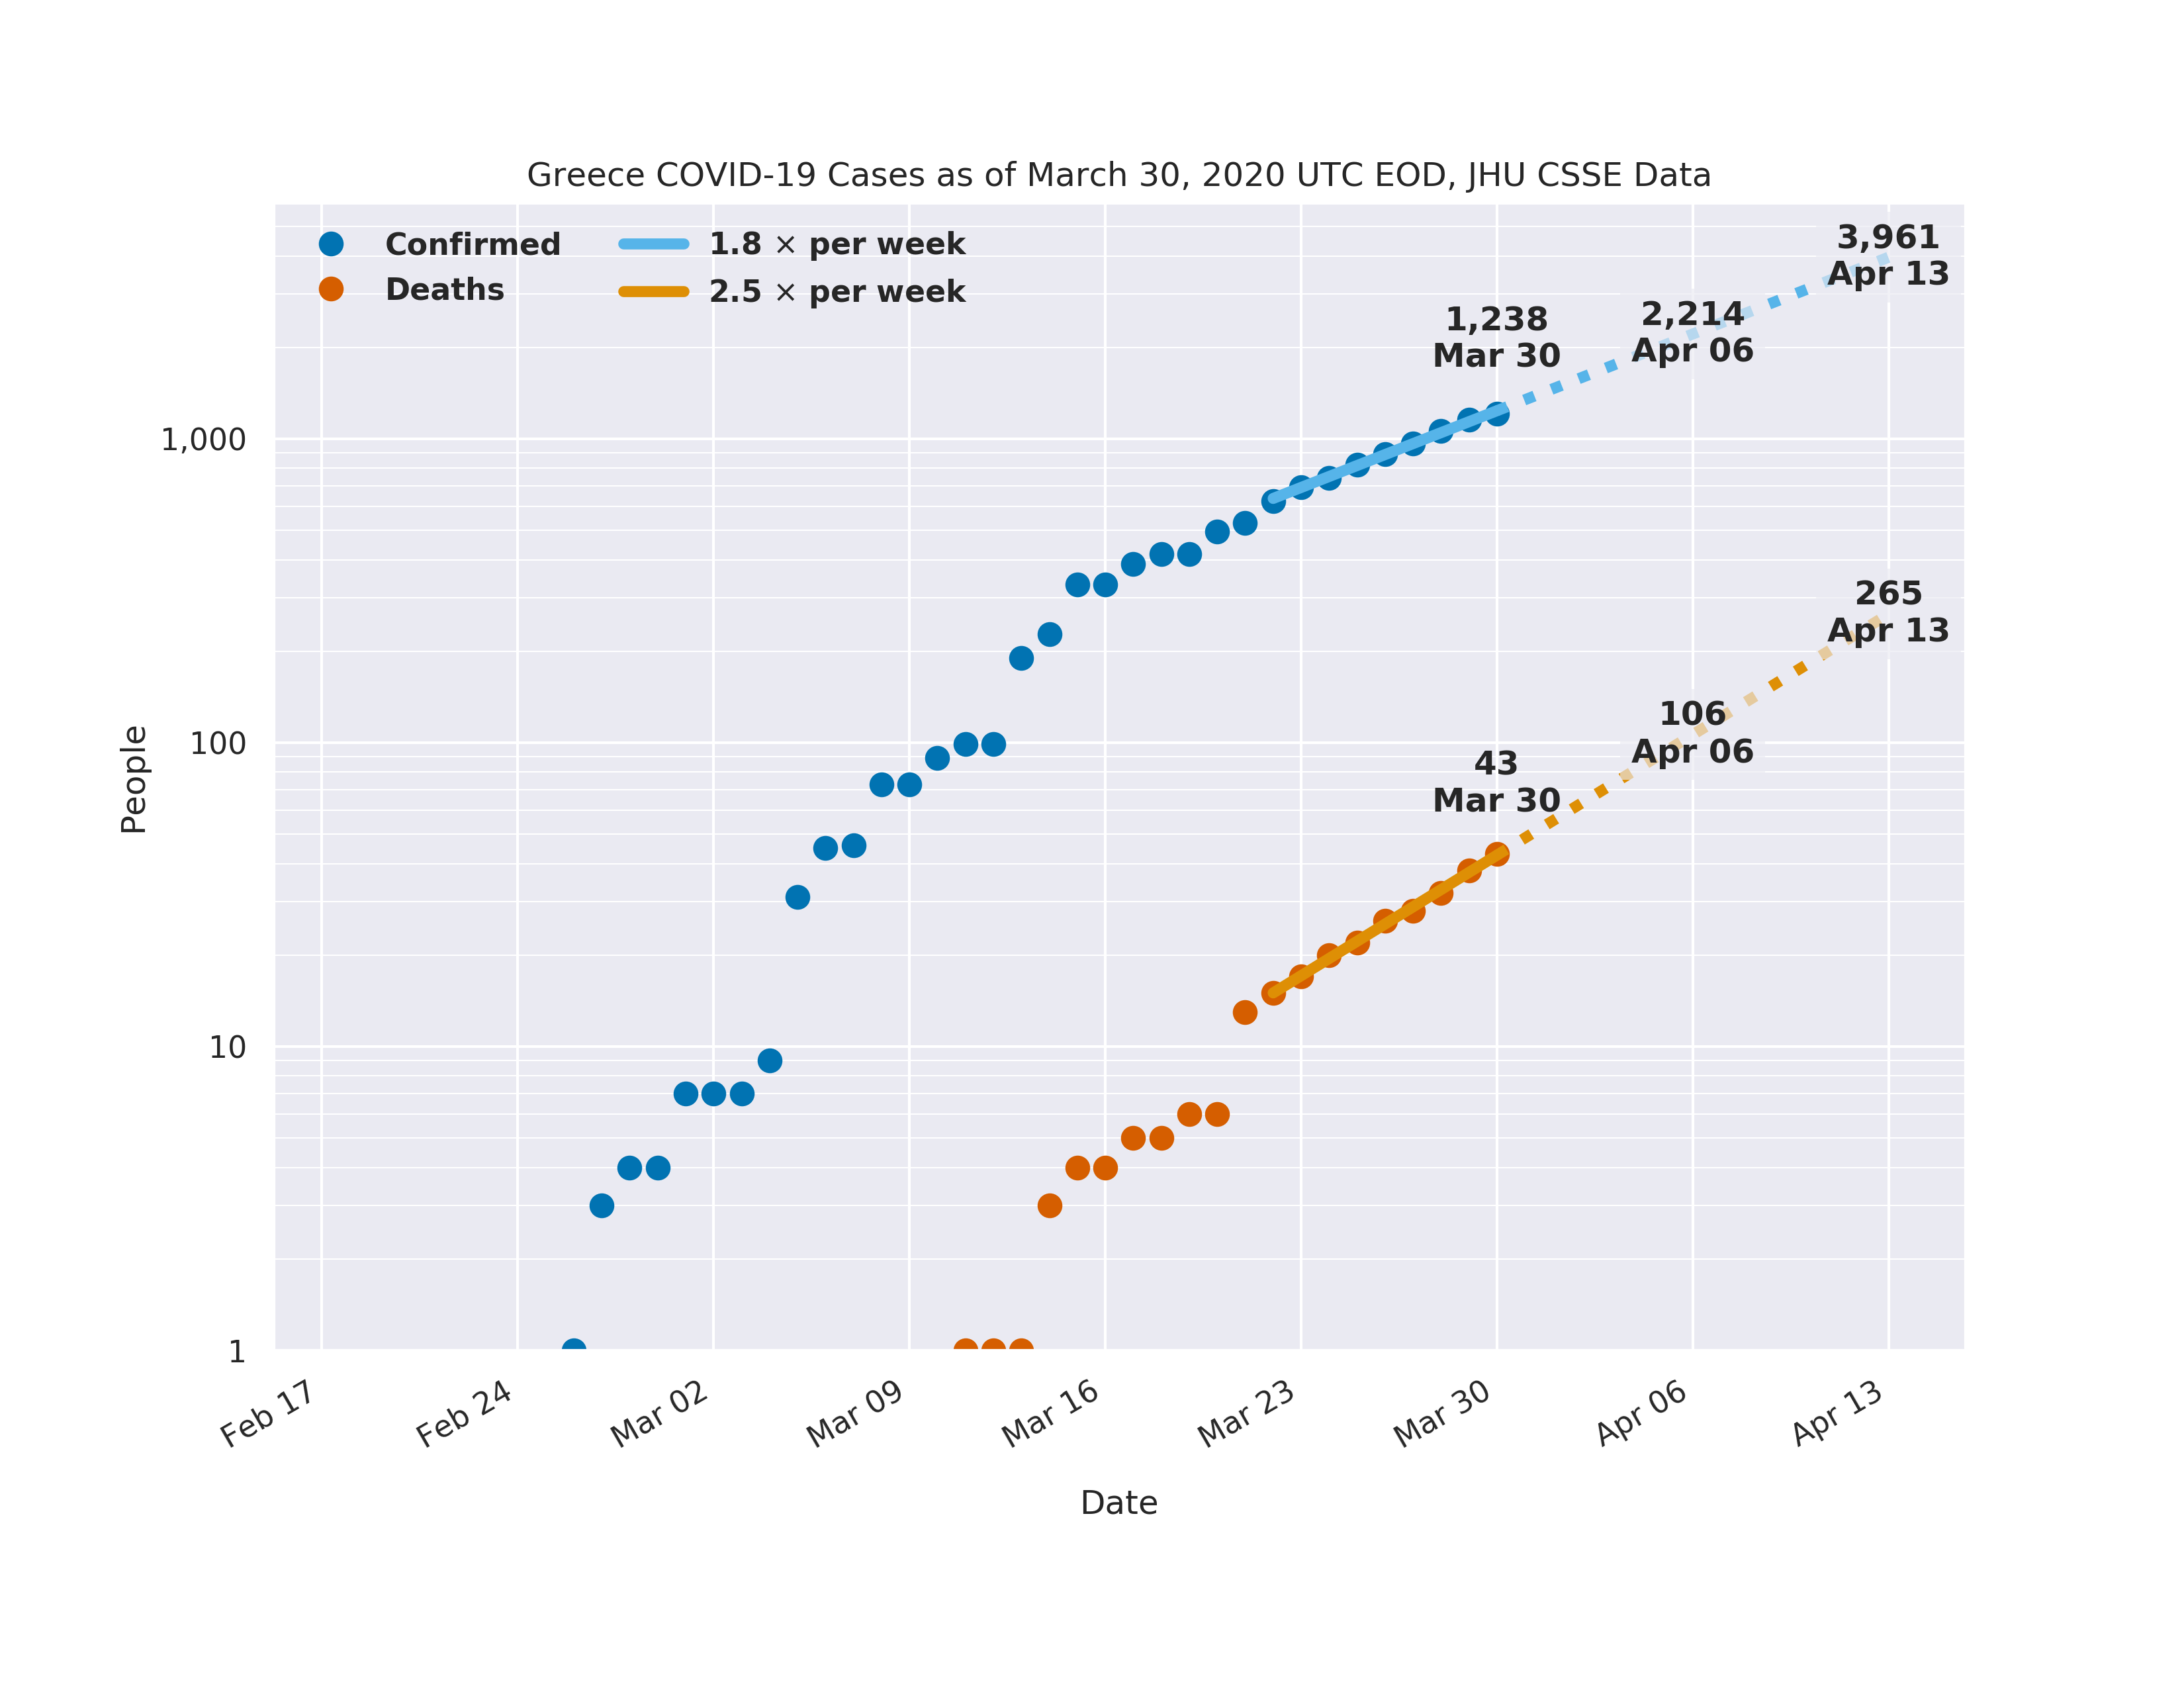 Greece COVID-19 Cases as of March 30, 2020 UTC EOD, JHU CSSE Data
Confirmed
Deaths
1.8 × per week
2.5 × per week
3,961
Apr 13
2,214
Apr 06
1,238
Mar 30
265
Apr 13
106
Apr 06
43
Mar 30
People
1,000
100
10
1
Feb 17
Feb 24
Mar 02
Mar 09
Mar 16
Mar 23
Mar 30
Apr 06
Apr 13
Date